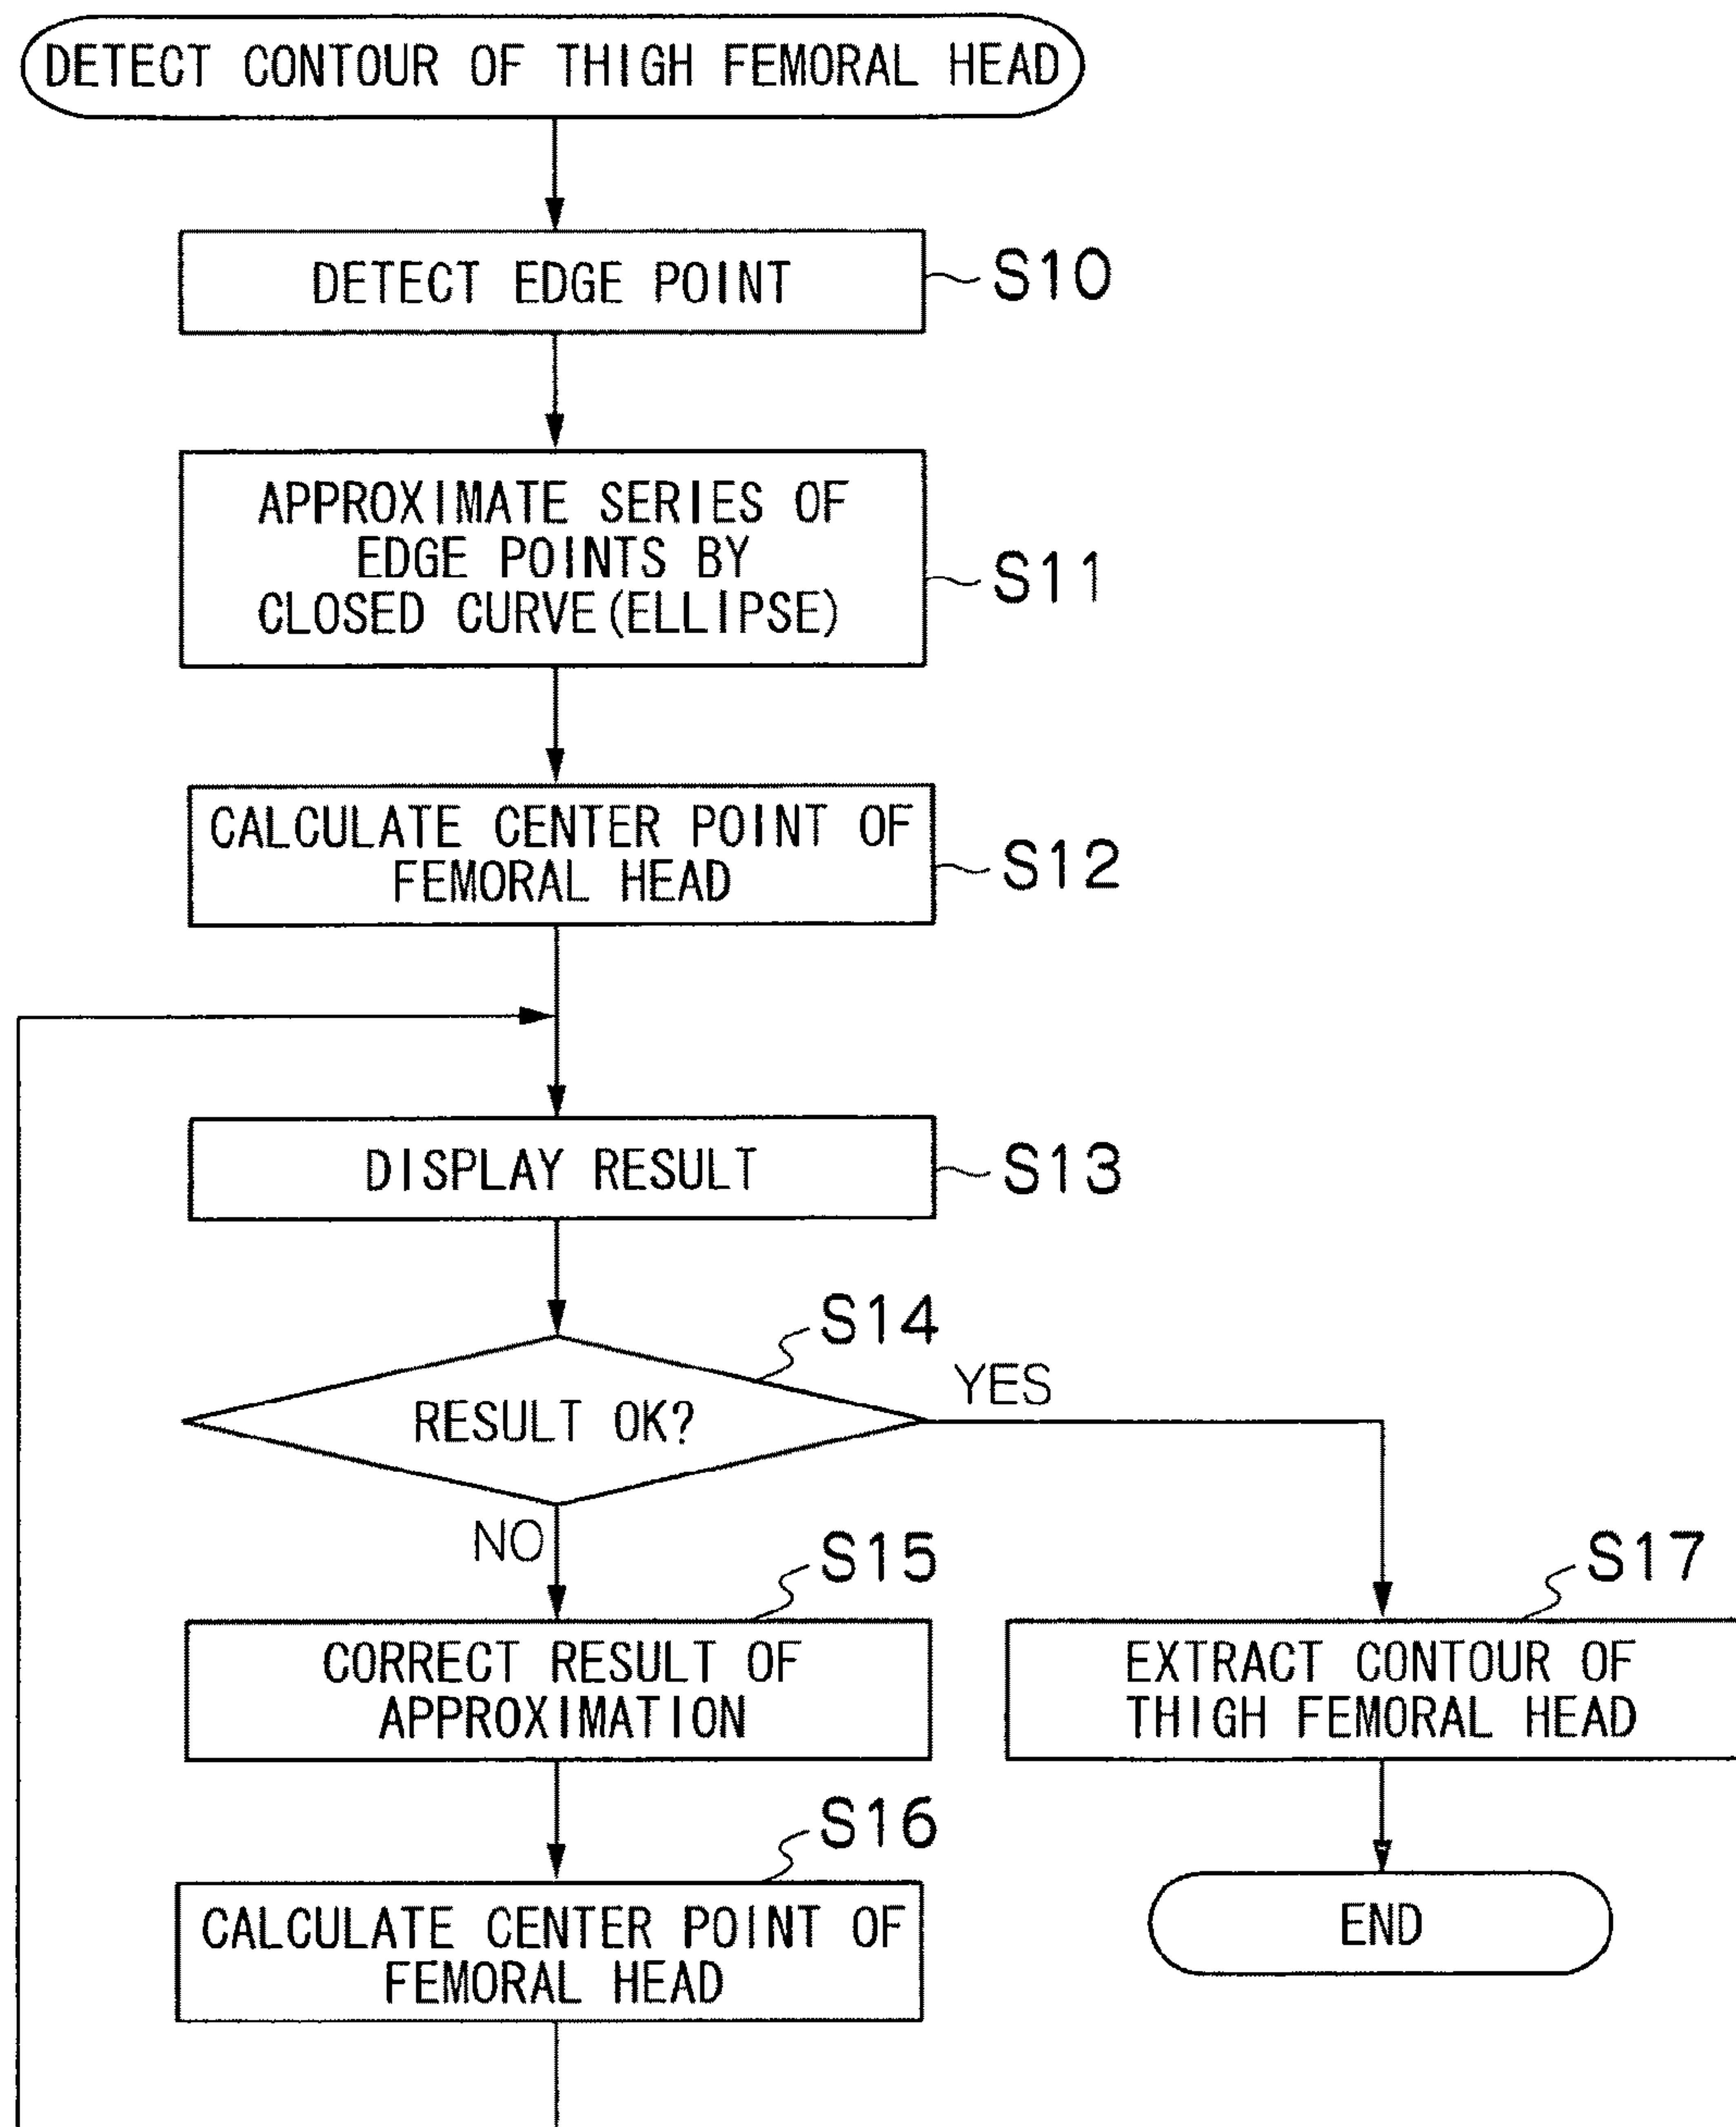 DETECT CONTOUR OF THIGH FEMORAL HEAD
DETECT EDGE POINT
S10
APPROXIMATE SERIES OF
EDGE POINTS BY
CLOSED CURVE(ELLIPSE)
S11
CALCULATE CENTER POINT OF
FEMORAL HEAD
S12
DISPLAY RESULT
S13
S14
RESULT OK?
YES
NO
S15
CORRECT RESULT OF
APPROXIMATION
S17
EXTRACT CONTOUR OF
THIGH FEMORAL HEAD
S16
CALCULATE CENTER POINT OF
FEMORAL HEAD
END